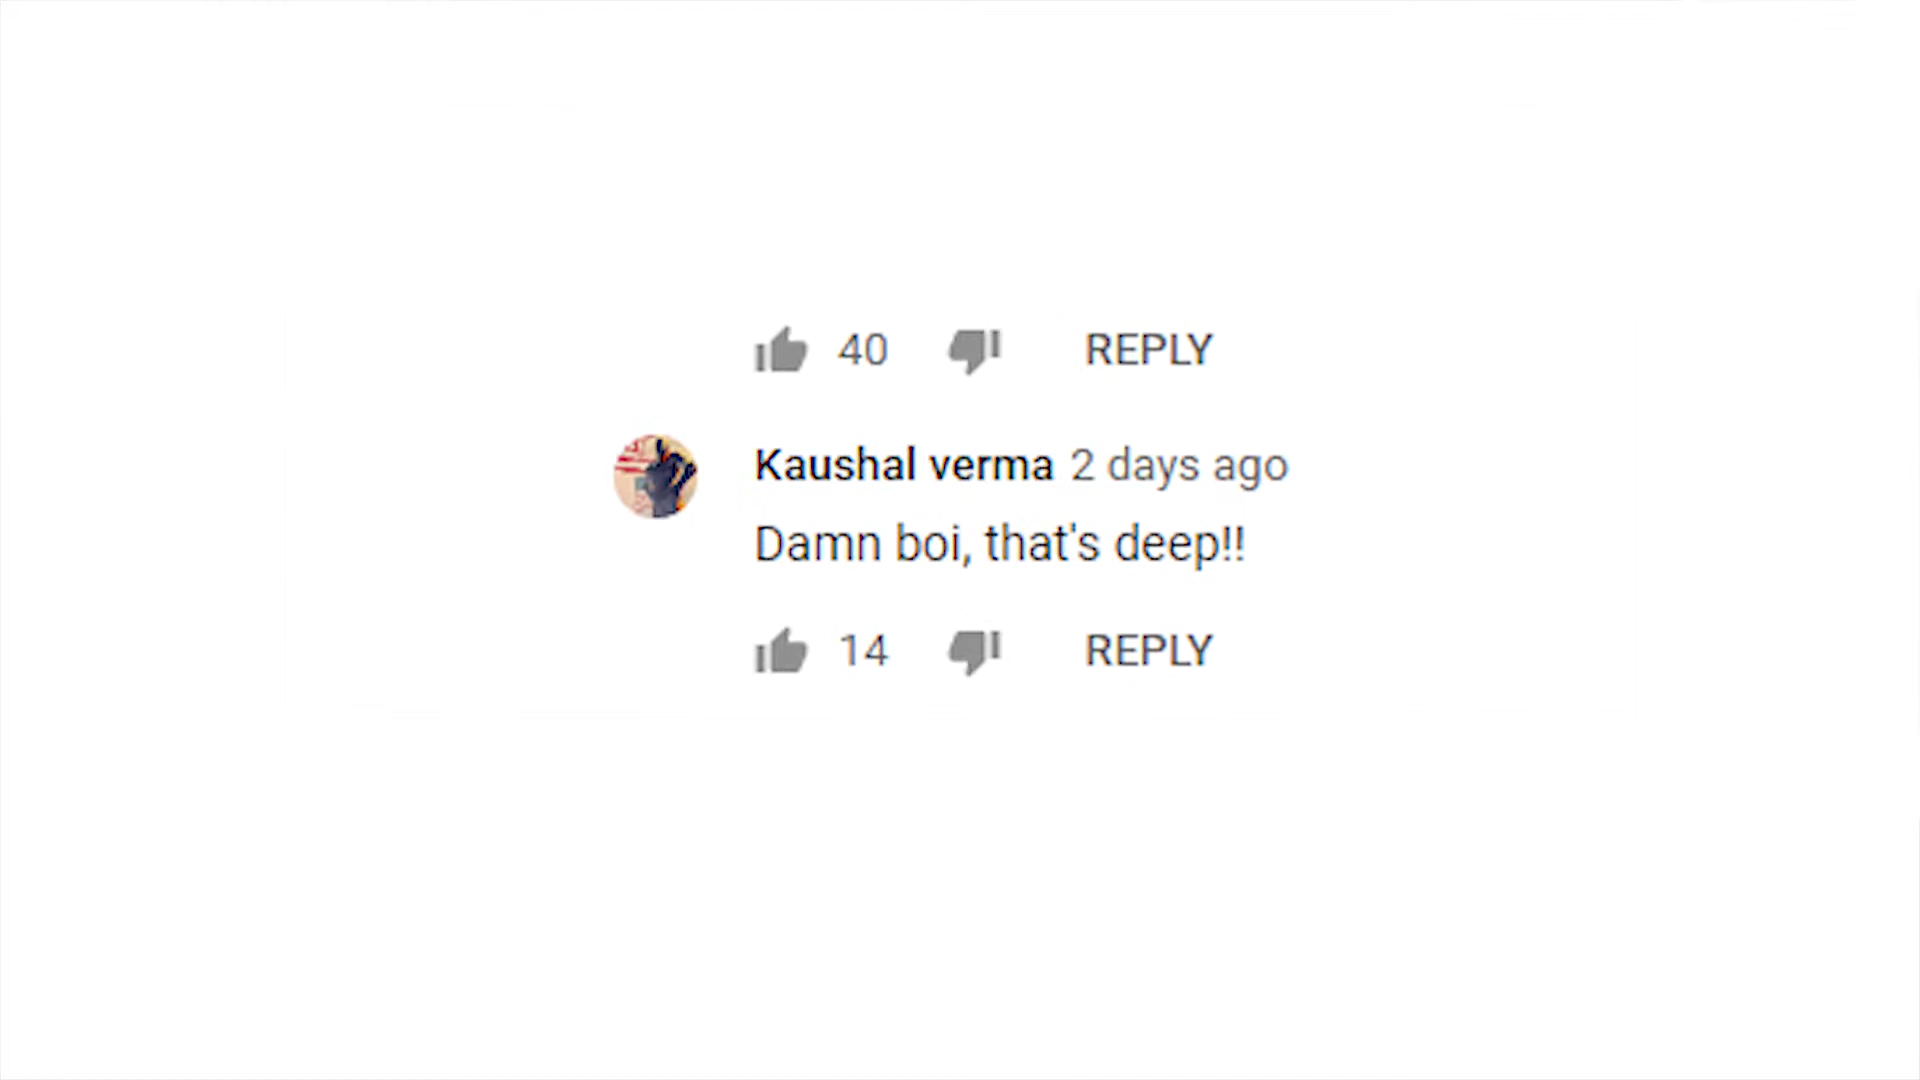 40 REPLY
Kaushal verma 2 days ago
Damn boi, that's deep!!
14 REPLY